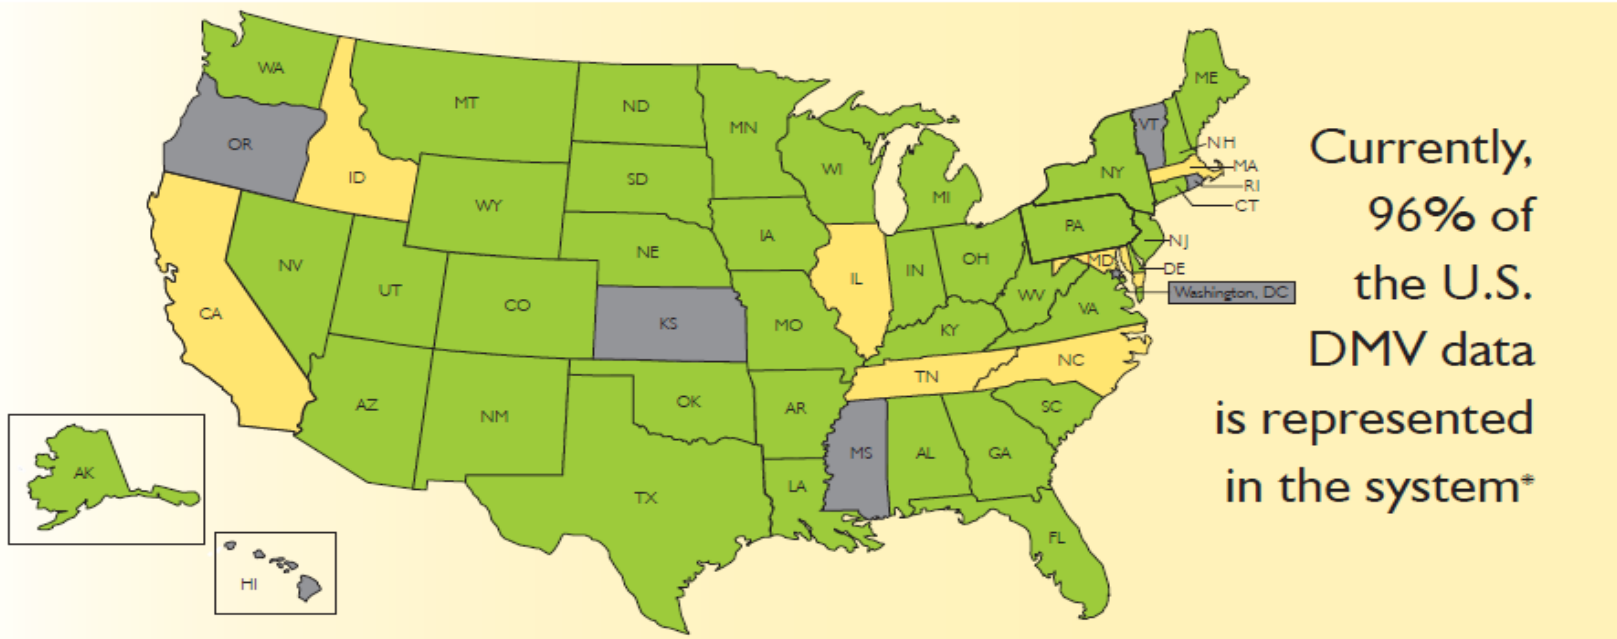 WA
MT
ND
MN
ME
OR
ID
WY
SD
WI
MI
NY
VT
NH
MA
RI
CT
NV
UT
CO
NE
IA
IL
IN
OH
PA
NJ
MD
DE
Washington, DC
CA
KS
MO
KY
WV
VA
AZ
NM
OK
AR
TN
NC
SC
AK
TX
LA
MS
AL
GA
FL
HI
Currently,
96% of
the U.S.
DMV data
is represented
in the system*